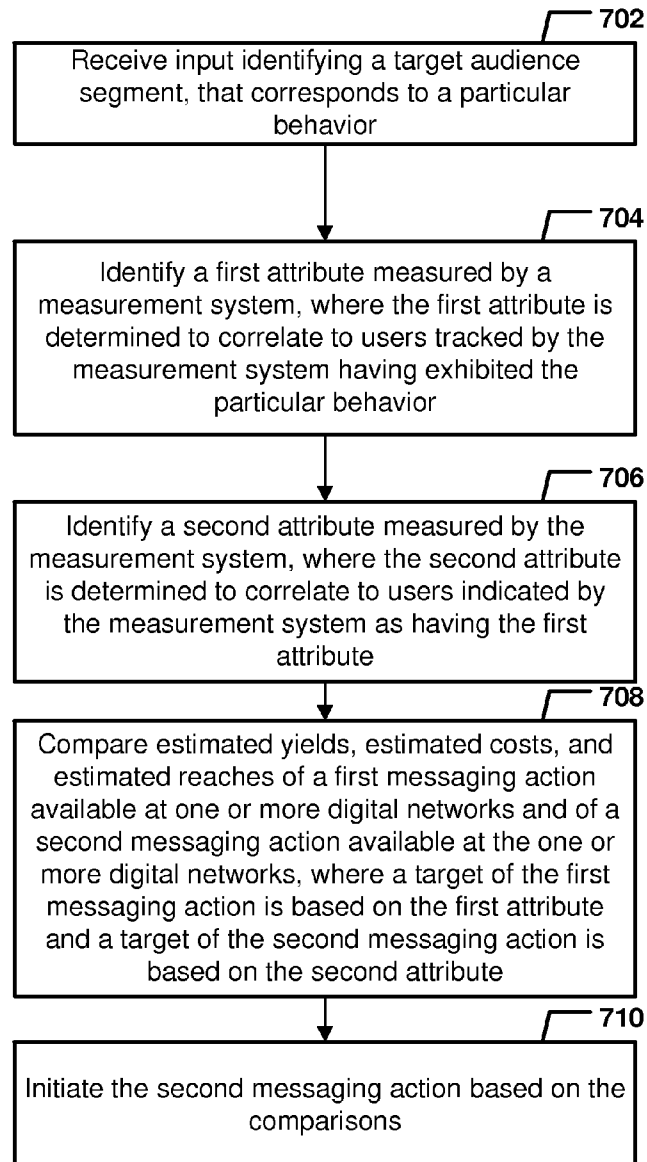 702
Receive input identifying a target audience
segment, that corresponds to a particular
behavior
704
Identify a first attribute measured by a
measurement system, where the first attribute is
determined to correlate to users tracked by the
measurement system having exhibited the
particular behavior
706
Identify a second attribute measured by the
measurement system, where the second attribute
is determined to correlate to users indicated by
the measurement system as having the first
attribute
708
Compare estimated yields, estimated costs, and
estimated reaches of a first messaging action
available at one or more digital networks and of a
second messaging action available at the one or
more digital networks, where a target of the first
messaging action is based on the first attribute
and a target of the second messaging action is
based on the second attribute
710
Initiate the second messaging action based on the
comparisons